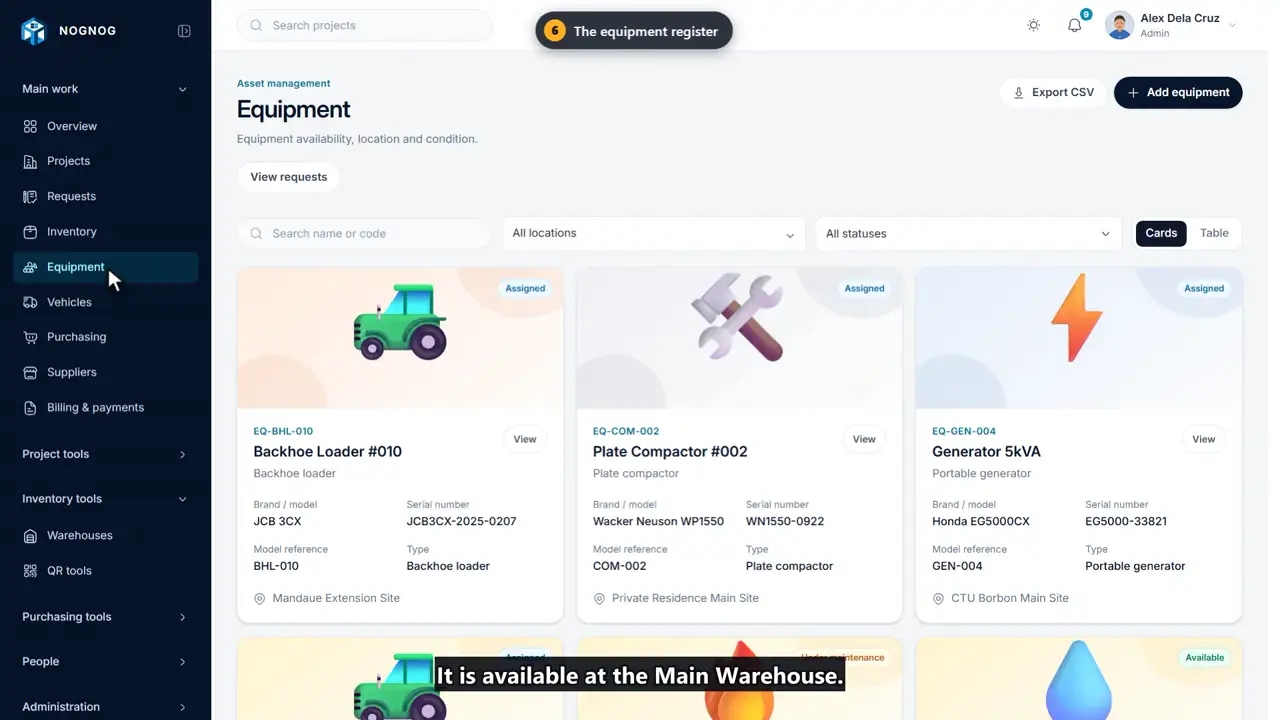 NOGNOG
Search projects
6 The equipment register
9
Alex Dela Cruz
Admin
Main work
Overview
Projects
Requests
Inventory
Equipment
Vehicles
Purchasing
Suppliers
Billing & payments
Project tools
Inventory tools
Warehouses
QR tools
Purchasing tools
People
Administration
Asset management
Equipment
Equipment availability, location and condition.
Export CSV
Add equipment
View requests
Search name or code
All locations
All statuses
Cards
Table
Assigned
EQ-BHL-010
View
Backhoe Loader #010
Backhoe loader
Brand / model
Serial number
JCB 3CX
JCB3CX-2025-0207
Model reference
Type
BHL-010
Backhoe loader
Mandaue Extension Site
Assigned
EQ-COM-002
View
Plate Compactor #002
Plate compactor
Brand / model
Serial number
Wacker Neuson WP1550
WN1550-0922
Model reference
Type
COM-002
Plate compactor
Private Residence Main Site
Assigned
EQ-GEN-004
View
Generator 5kVA
Portable generator
Brand / model
Serial number
Honda EG5000CX
EG5000-33821
Model reference
Type
GEN-004
Portable generator
CTU Borbon Main Site
Assigned
Under maintenance
Available
It is available at the Main Warehouse.